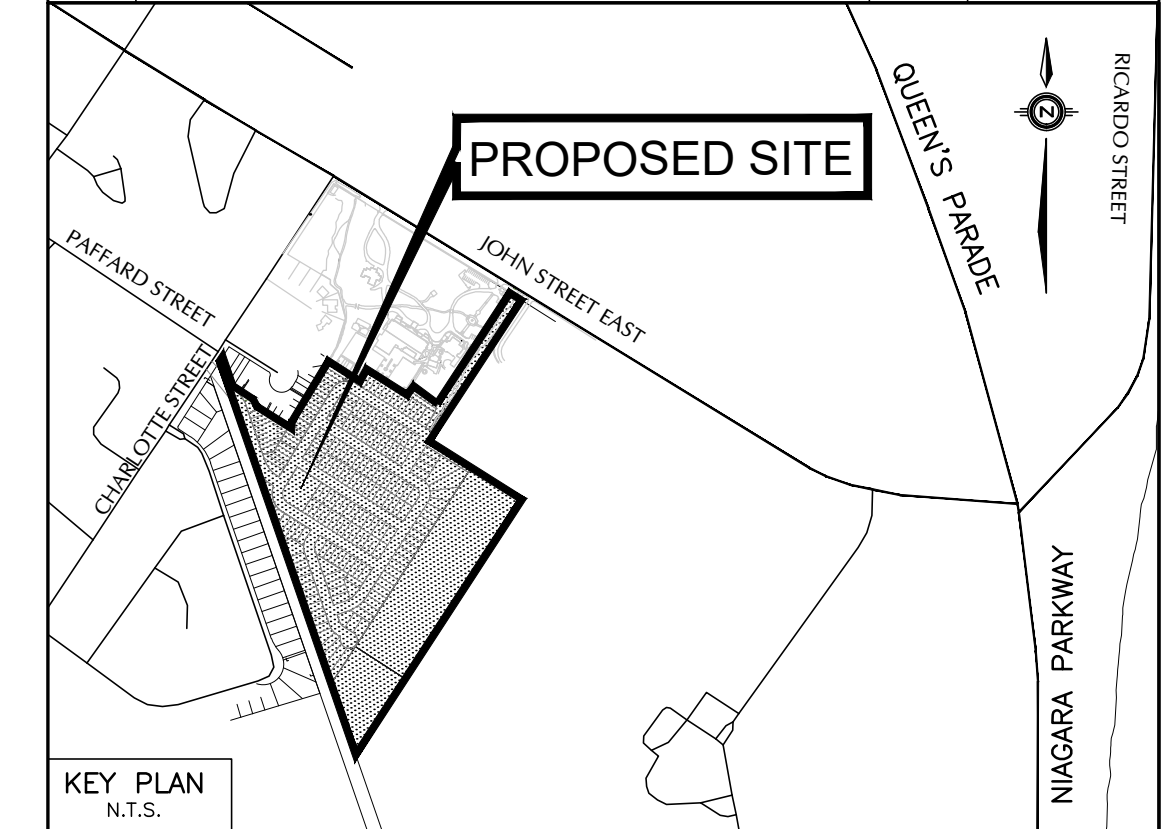 PROPOSED SITE
QUEEN'S PARADE
RICARDO STREET
N
JOHN STREET EAST
PAFFARD STREET
CHARLOTTE STREET
NIAGARA PARKWAY
KEY PLAN
N.T.S.